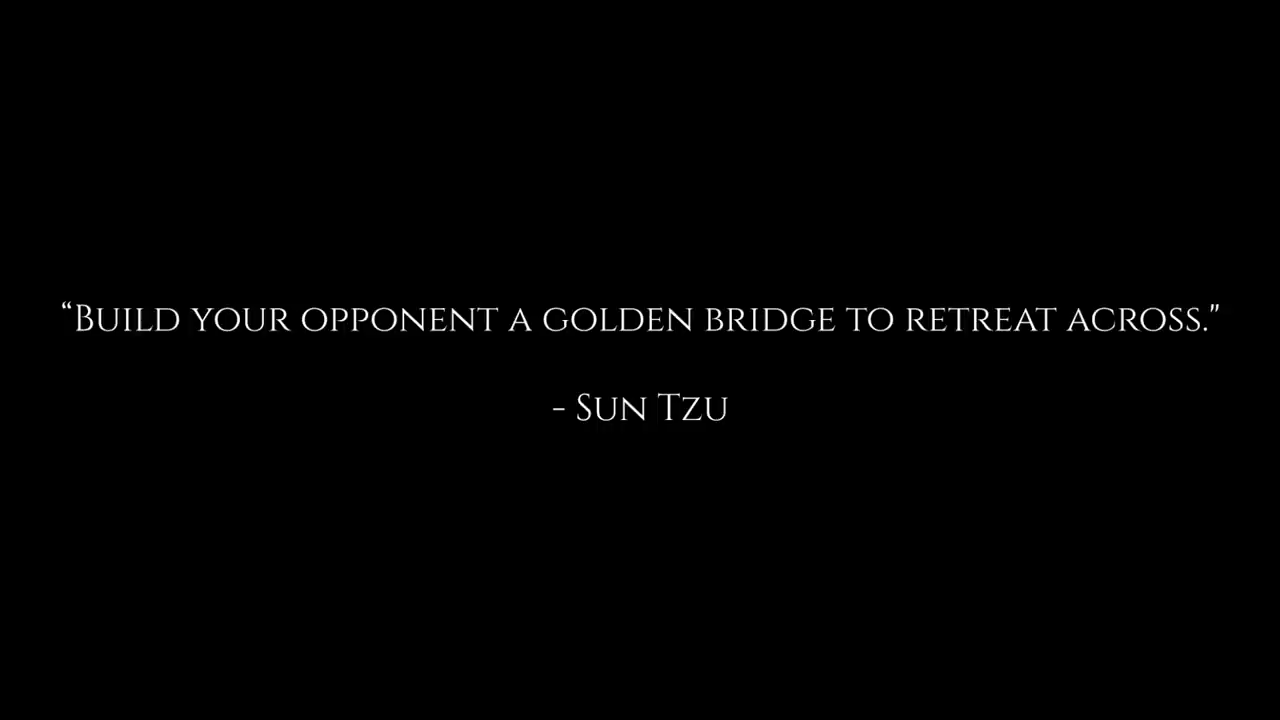 “Build your opponent a golden bridge to retreat across."
- Sun Tzu